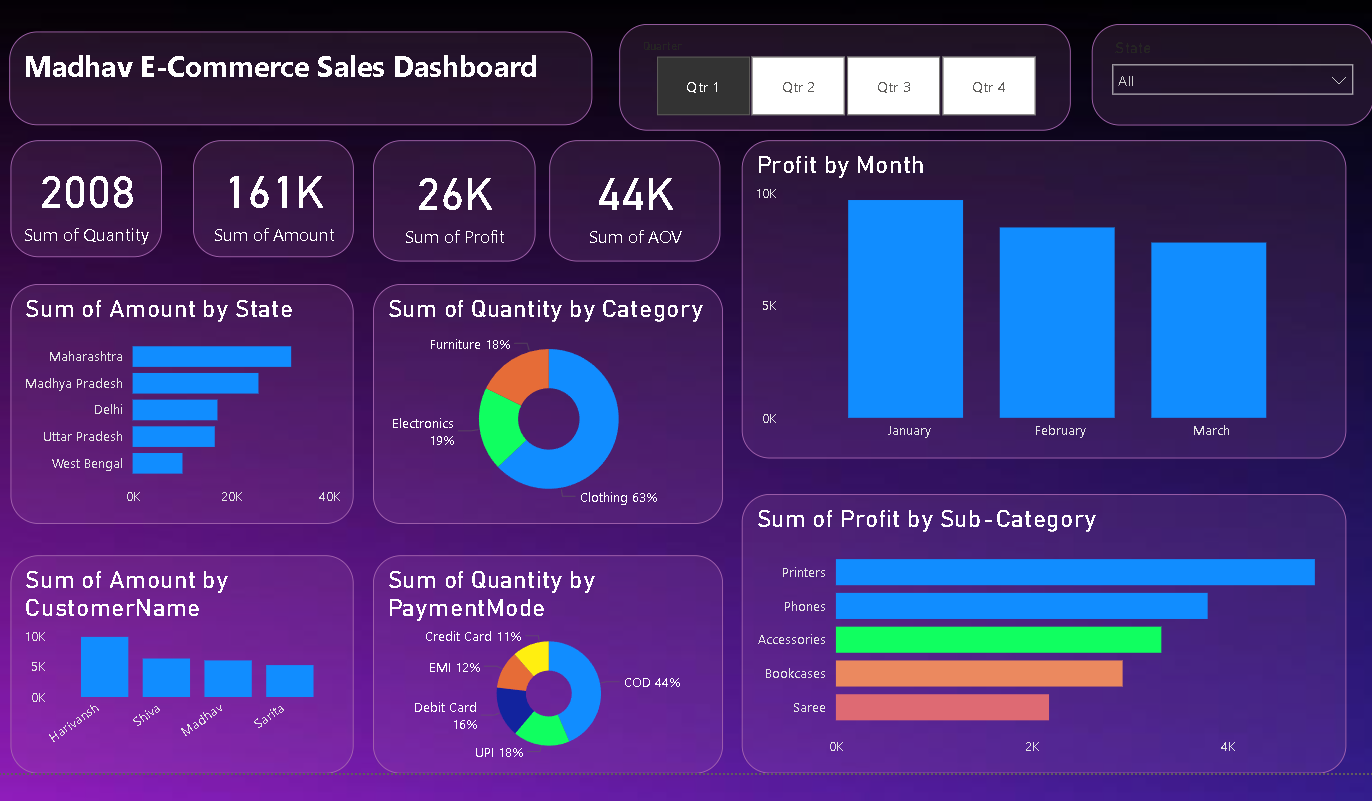 Madhav E-Commerce Sales Dashboard
Quarter
Qtr 1
Qtr 2
Qtr 3
Qtr 4
State
All
2008
Sum of Quantity
161K
Sum of Amount
26K
Sum of Profit
44K
Sum of AOV
Profit by Month
10K
5K
0K
January
February
March
Sum of Amount by State
Maharashtra
Madhya Pradesh
Delhi
Uttar Pradesh
West Bengal
0K
20K
40K
Sum of Quantity by Category
Furniture 18%
Electronics
19%
Clothing 63%
Sum of Profit by Sub-Category
Printers
Phones
Accessories
Bookcases
Saree
0K
2K
4K
Sum of Amount by
CustomerName
10K
5K
0K
Harivansh
Shiva
Madhav
Sarita
Sum of Quantity by
PaymentMode
Credit Card 11%
EMI 12%
Debit Card
16%
UPI 18%
COD 44%